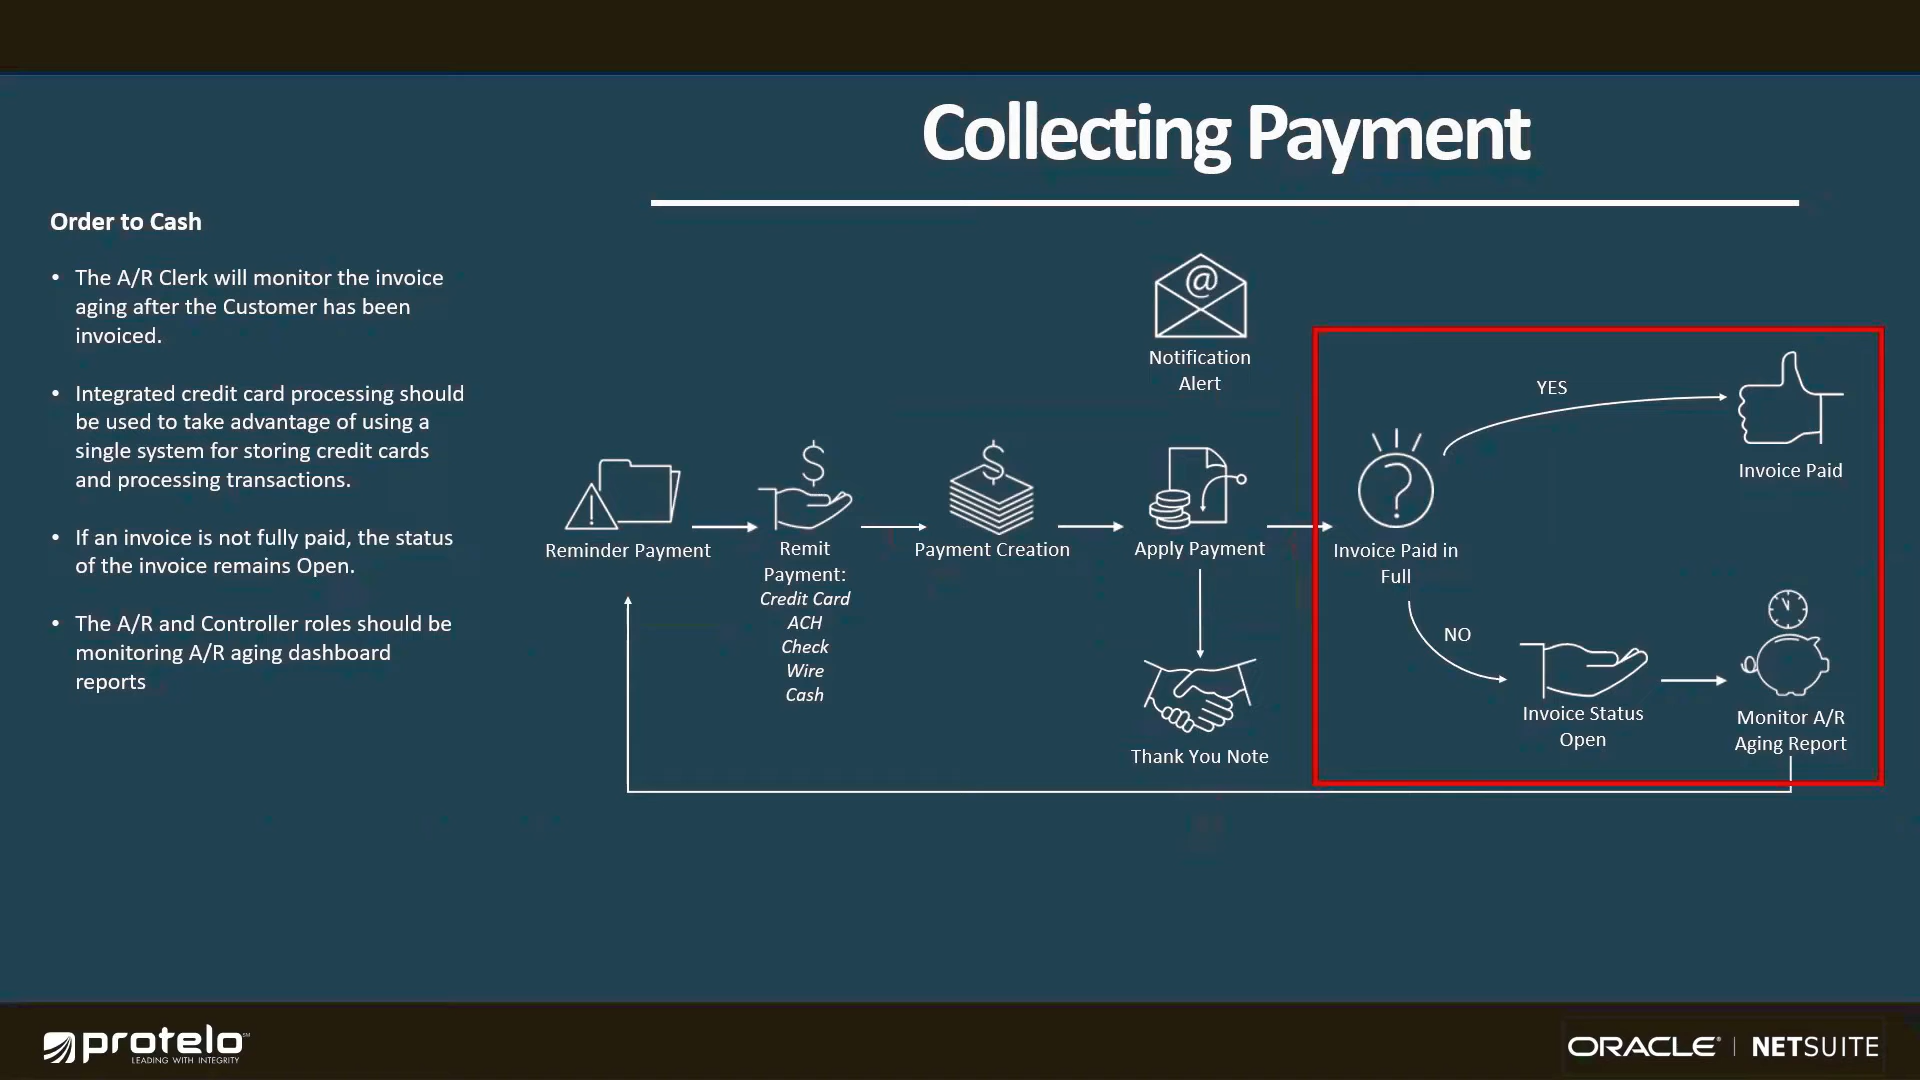 Collecting Payment
Order to Cash
• The A/R Clerk will monitor the invoice
aging after the Customer has been
invoiced.
• Integrated credit card processing should
be used to take advantage of using a
single system for storing credit cards
and processing transactions.
• If an invoice is not fully paid, the status
of the invoice remains Open.
• The A/R and Controller roles should be
monitoring A/R aging dashboard
reports
@
Notification
Alert
$
Reminder Payment
Remit
Payment:
Credit Card
ACH
Check
Wire
Cash
$
Payment Creation
Apply Payment
Thank You Note
?
Invoice Paid in
Full
YES
Invoice Paid
NO
Invoice Status
Open
Monitor A/R
Aging Report
protelo SM
LEADING WITH INTEGRITY
ORACLE® | NETSUITE